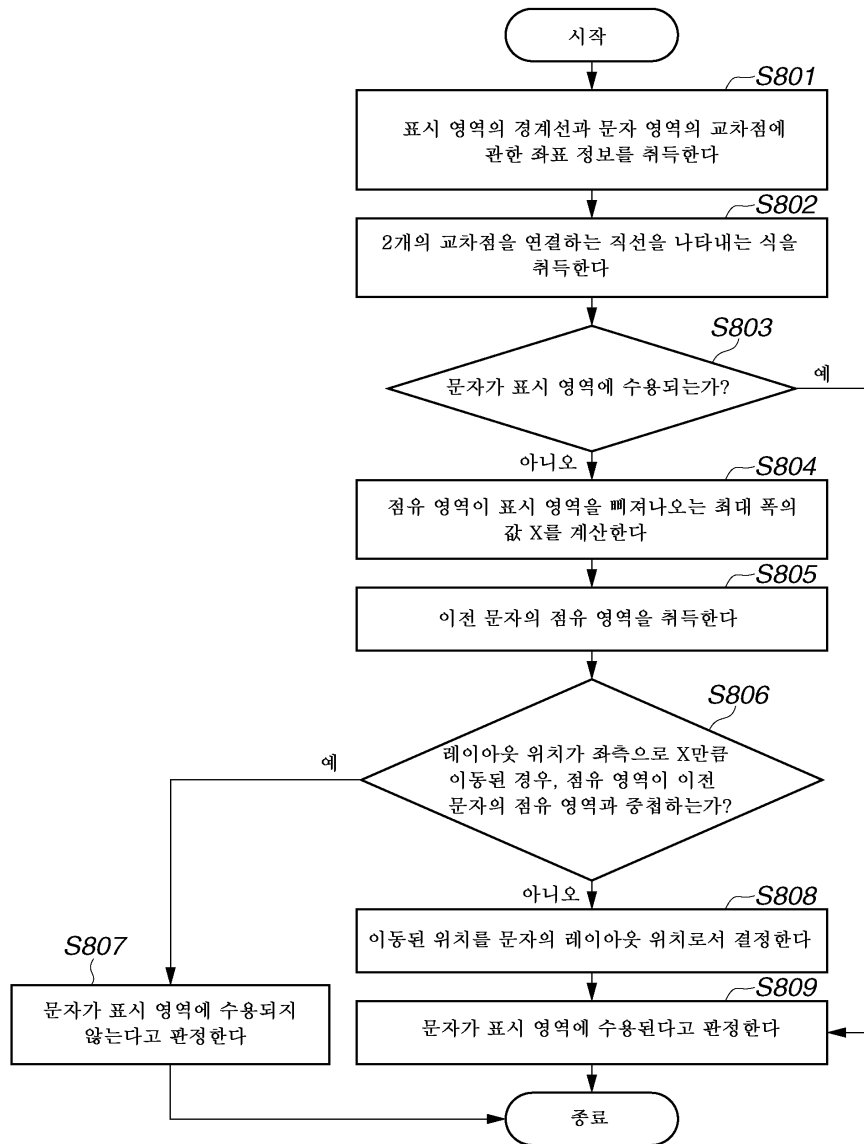 시작
S801
표시 영역의 경계선과 문자 영역의 교차점에
관한 좌표 정보를 취득한다
S802
2개의 교차점을 연결하는 직선을 나타내는 식을
취득한다
S803
문자가 표시 영역에 수용되는가?
예
아니오
S804
점유 영역이 표시 영역을 삐져나오는 최대 폭의
값 X를 계산한다
S805
이전 문자의 점유 영역을 취득한다
S806
레이아웃 위치가 좌측으로 X만큼
이동된 경우, 점유 영역이 이전
문자의 점유 영역과 중첩하는가?
예
아니오
S808
이동된 위치를 문자의 레이아웃 위치로서 결정한다
S807
문자가 표시 영역에 수용되지
않는다고 판정한다
S809
문자가 표시 영역에 수용된다고 판정한다
종료